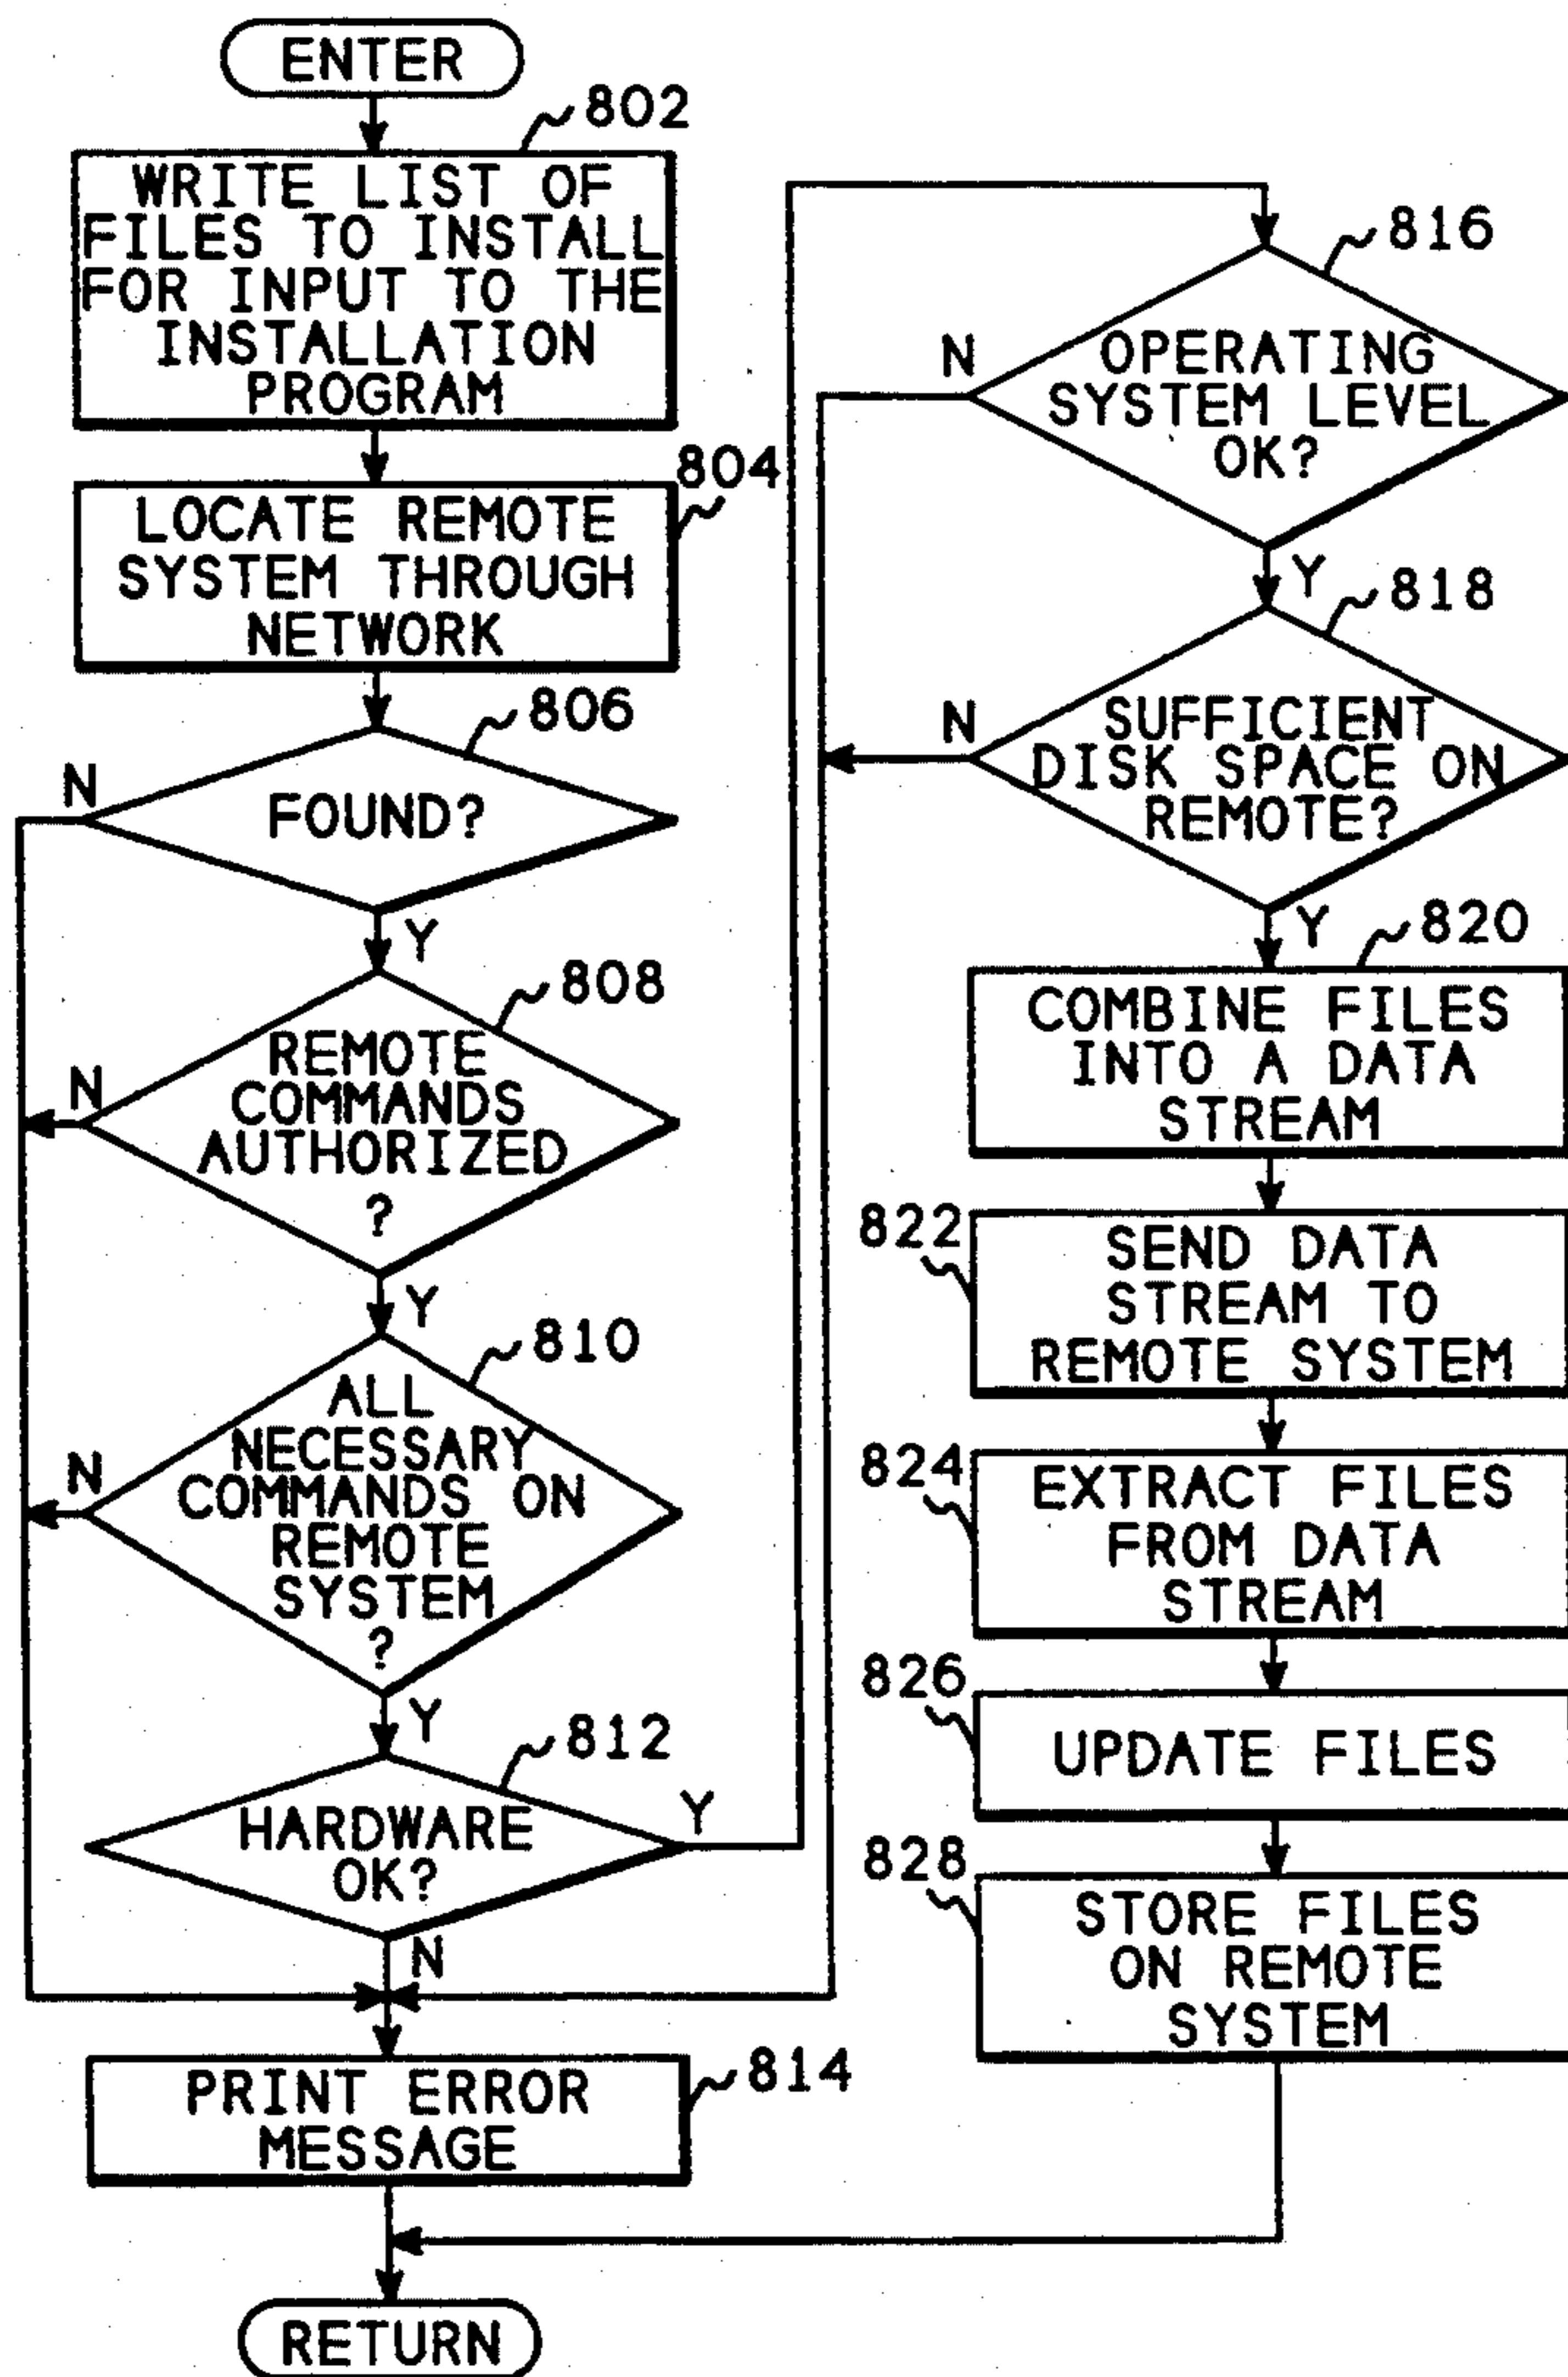 ENTER
802
WRITE LIST OF
FILES TO INSTALL
FOR INPUT TO THE
INSTALLATION
PROGRAM
804
LOCATE REMOTE
SYSTEM THROUGH
NETWORK
806
N
FOUND?
Y
808
N
REMOTE
COMMANDS
AUTHORIZED
?
Y
810
N
ALL
NECESSARY
COMMANDS ON
REMOTE
SYSTEM
?
Y
812
HARDWARE
OK?
Y
N
PRINT ERROR
MESSAGE
814
816
N
OPERATING
SYSTEM LEVEL
OK?
Y
818
N
SUFFICIENT
DISK SPACE ON
REMOTE?
Y
820
COMBINE FILES
INTO A DATA
STREAM
822
SEND DATA
STREAM TO
REMOTE SYSTEM
824
EXTRACT FILES
FROM DATA
STREAM
826
UPDATE FILES
828
STORE FILES
ON REMOTE
SYSTEM
RETURN